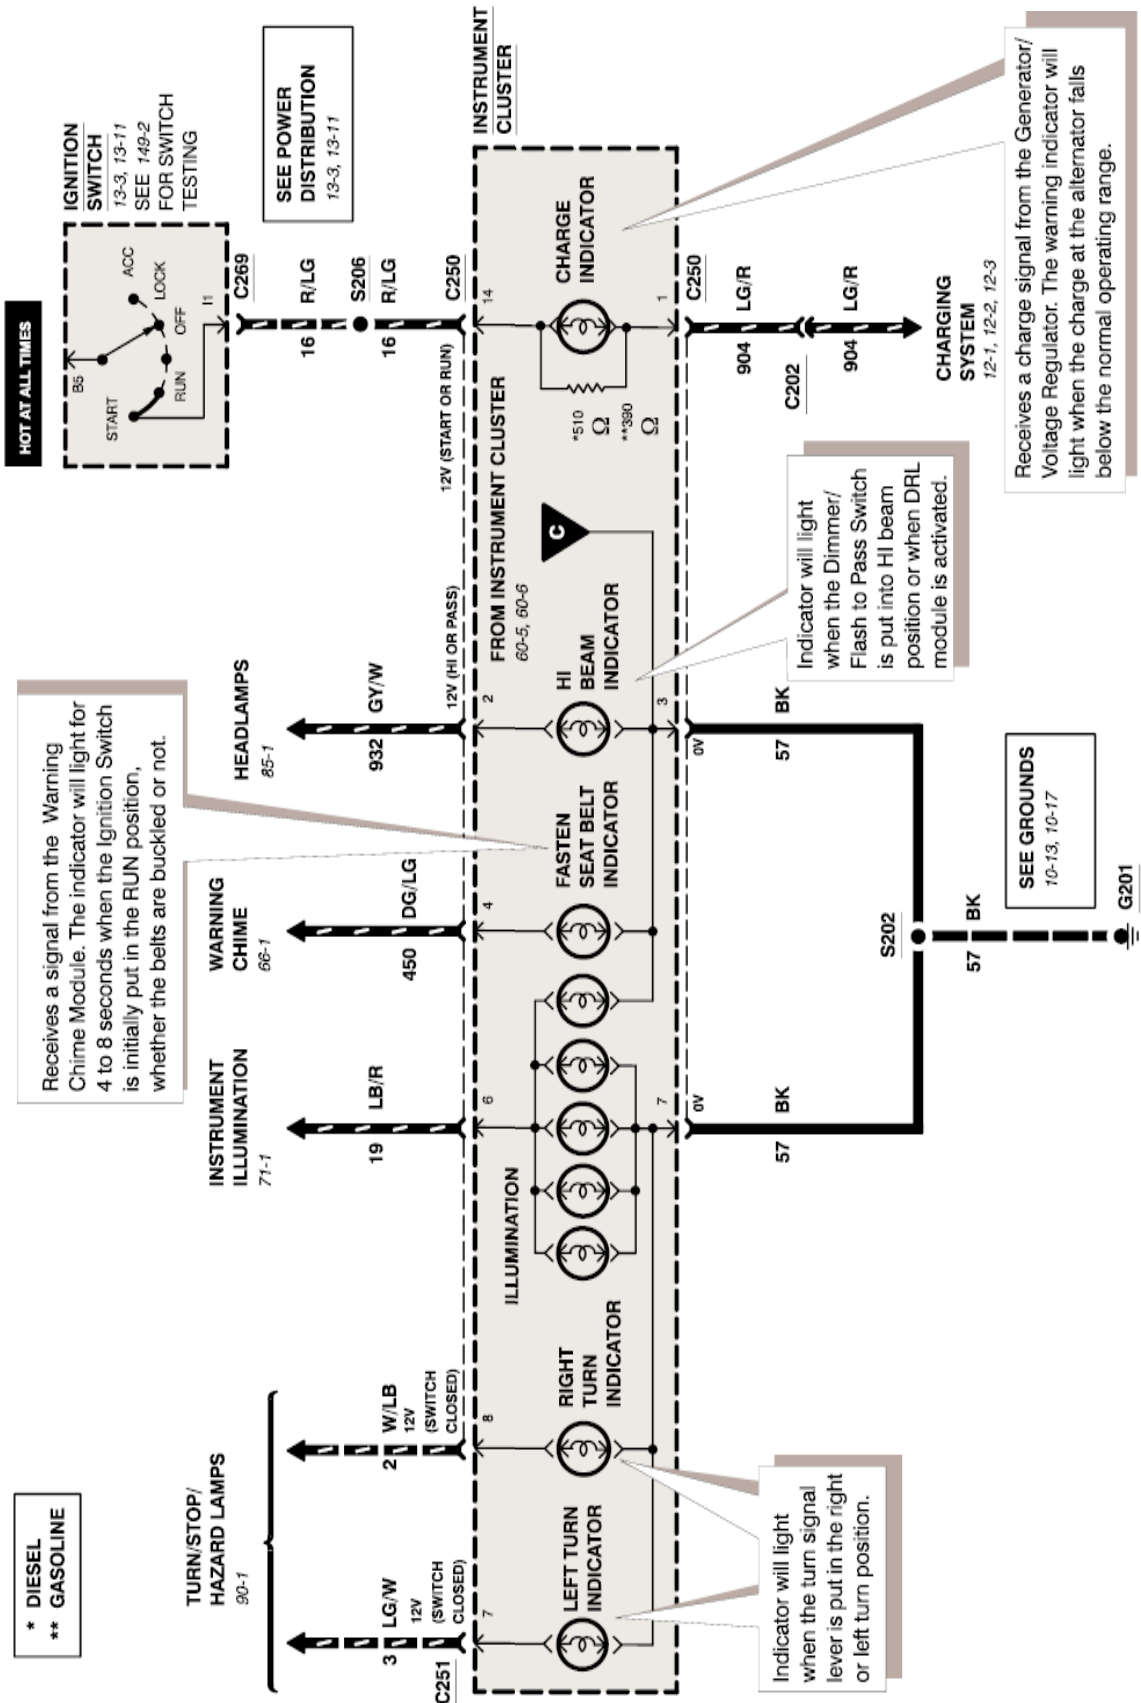 * DIESEL
** GASOLINE
HOT AT ALL TIMES
TURN/STOP/
HAZARD LAMPS
90-1
INSTRUMENT
ILLUMINATION
71-1
WARNING
CHIME
66-1
HEADLAMPS
85-1
Receives a signal from the Warning
Chime Module. The indicator will light for
4 to 8 seconds when the Ignition Switch
is initially put in the RUN position,
whether the belts are buckled or not.
IGNITION
SWITCH
13-3, 13-11
SEE 149-2
FOR SWITCH
TESTING
B5
START
RUN
OFF
LOCK
ACC
I1
SEE POWER
DISTRIBUTION
13-3, 13-11
C269
16
R/LG
S206
16
R/LG
C250
12V (START OR RUN)
14
3
LG/W
12V
(SWITCH
CLOSED)
C251
7
2
W/LB
12V
(SWITCH
CLOSED)
8
19
LB/R
6
450
DG/LG
4
932
GY/W
12V (HI OR PASS)
2
INSTRUMENT
CLUSTER
FROM INSTRUMENT CLUSTER
60-5, 60-6
C
LEFT TURN
INDICATOR
RIGHT
TURN
INDICATOR
ILLUMINATION
FASTEN
SEAT BELT
INDICATOR
HI
BEAM
INDICATOR
CHARGE
INDICATOR
*510
Ω
**390
Ω
7
0V
57
BK
3
0V
57
BK
1
C250
904
LG/R
C202
904
LG/R
CHARGING
SYSTEM
12-1, 12-2, 12-3
S202
57
BK
G201
SEE GROUNDS
10-13, 10-17
Indicator will light
when the turn signal
lever is put in the right
or left turn position.
Indicator will light
when the Dimmer/
Flash to Pass Switch
is put into HI beam
position or when DRL
module is activated.
Receives a charge signal from the Generator/
Voltage Regulator. The warning indicator will
light when the charge at the alternator falls
below the normal operating range.